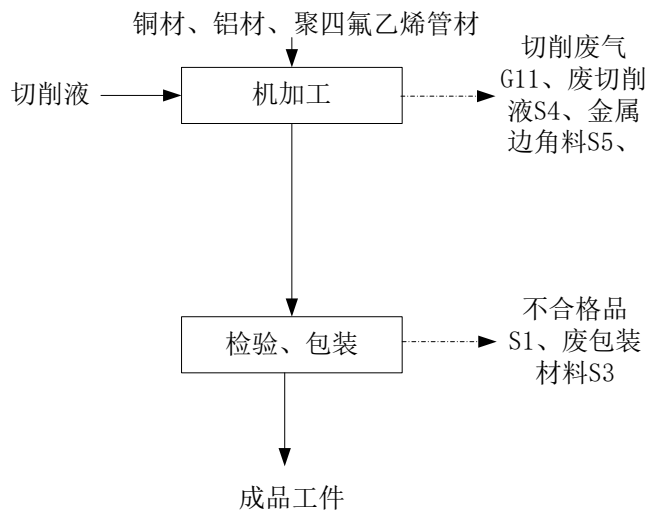 铜材、铝材、聚四氟乙烯管材
切削液
机加工
切削废气
G11、废切削
液S4、金属
边角料S5、
检验、包装
不合格品
S1、废包装
材料S3
成品工件